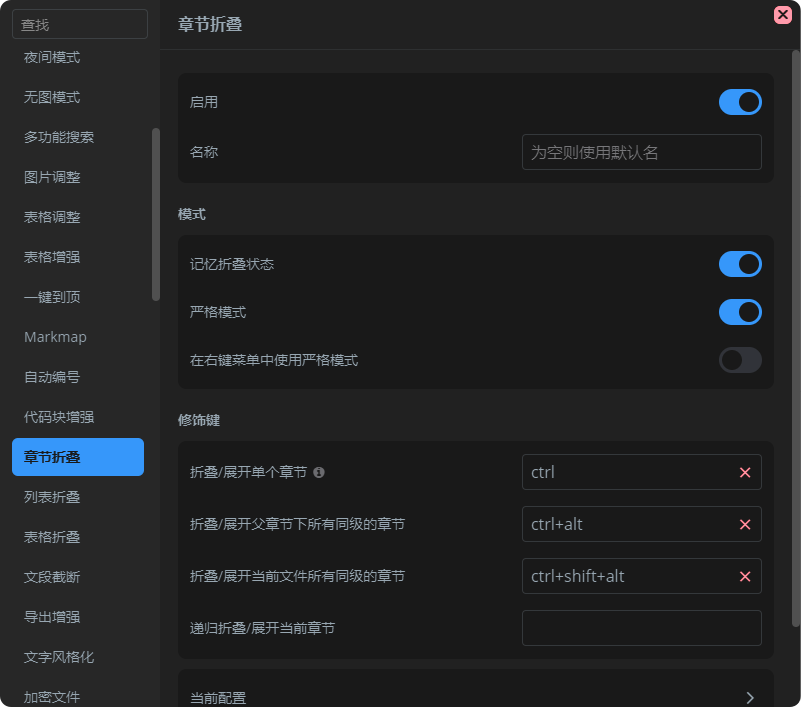 查找
夜间模式
无图模式
多功能搜索
图片调整
表格调整
表格增强
一键到顶
Markmap
自动编号
代码块增强
章节折叠
列表折叠
表格折叠
文段截断
导出增强
文字风格化
加密文件
章节折叠
启用
名称
为空则使用默认名
模式
记忆折叠状态
严格模式
在右键菜单中使用严格模式
修饰键
折叠/展开单个章节
ctrl
折叠/展开父章节下所有同级的章节
ctrl+alt
折叠/展开当前文件所有同级的章节
ctrl+shift+alt
递归折叠/展开当前章节
当前配置